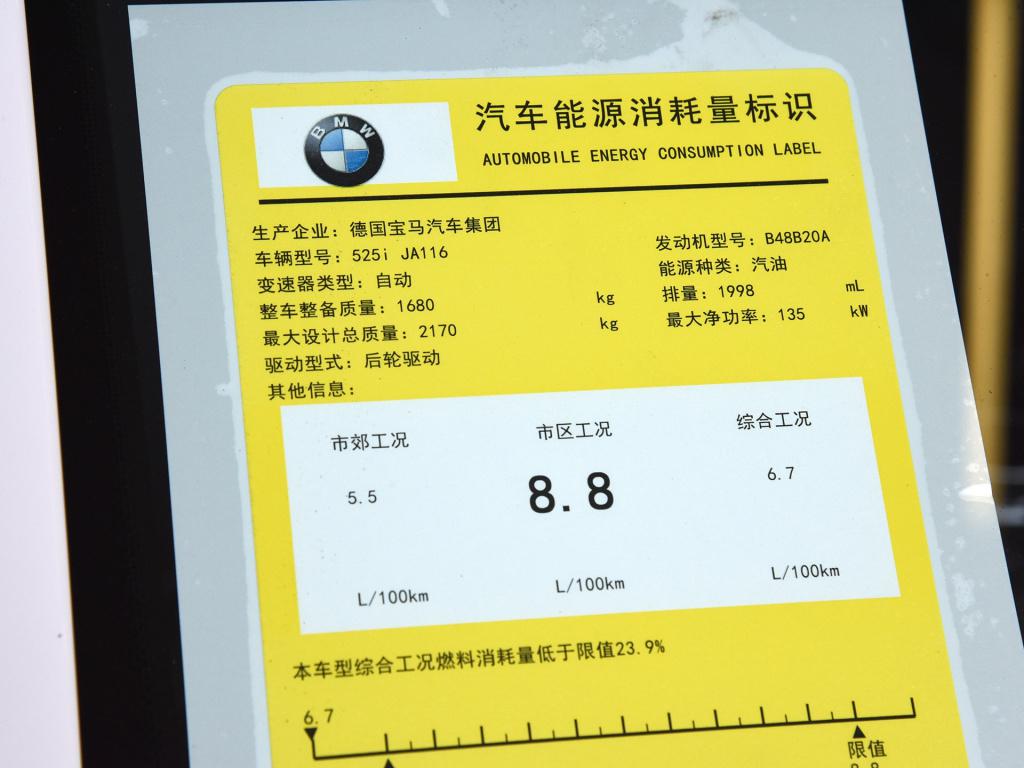 BMW
汽车能源消耗量标识
AUTOMOBILE ENERGY CONSUMPTION LABEL
生产企业：德国宝马汽车集团
车辆型号：525i JA116
变速器类型：自动
整车整备质量：1680 kg
最大设计总质量：2170 kg
驱动型式：后轮驱动
其他信息：
发动机型号：B48B20A
能源种类：汽油
排量：1998 mL
最大净功率：135 kW
市郊工况 市区工况 综合工况
5.5 8.8 6.7
L/100km L/100km L/100km
本车型综合工况燃料消耗量低于限值23.9%
6.7
限值